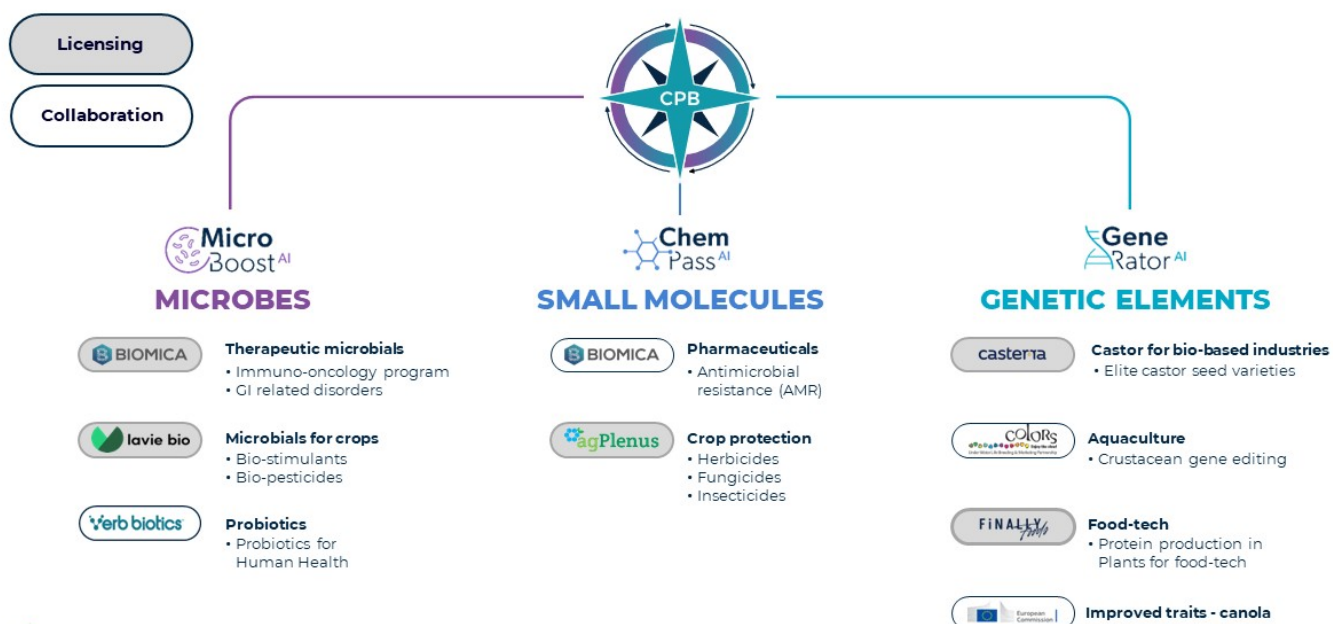 Licensing
Collaboration
CPB
Micro
Boost AI
MICROBES
BIOMICA
Therapeutic microbials
• Immuno-oncology program
• GI related disorders
lavie bio
Microbials for crops
• Bio-stimulants
• Bio-pesticides
Verb biotics
Probiotics
• Probiotics for
Human Health
Chem
Pass AI
SMALL MOLECULES
BIOMICA
Pharmaceuticals
• Antimicrobial
resistance (AMR)
agPlenus
Crop protection
• Herbicides
• Fungicides
• Insecticides
Gene
Rator AI
GENETIC ELEMENTS
casterra
Castor for bio-based industries
• Elite castor seed varieties
COLORS
Aquaculture
• Crustacean gene editing
FiNALLY
Foods
Food-tech
• Protein production in
Plants for food-tech
European
Commission
Improved traits - canola